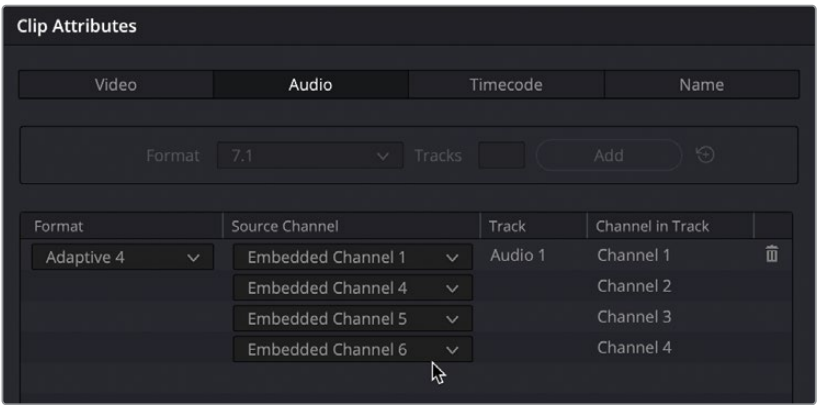 Clip Attributes
Video Audio Timecode Name
Format 7.1 Tracks Add
Format Source Channel Track Channel in Track
Adaptive 4 Embedded Channel 1 Audio 1 Channel 1
Embedded Channel 4 Channel 2
Embedded Channel 5 Channel 3
Embedded Channel 6 Channel 4